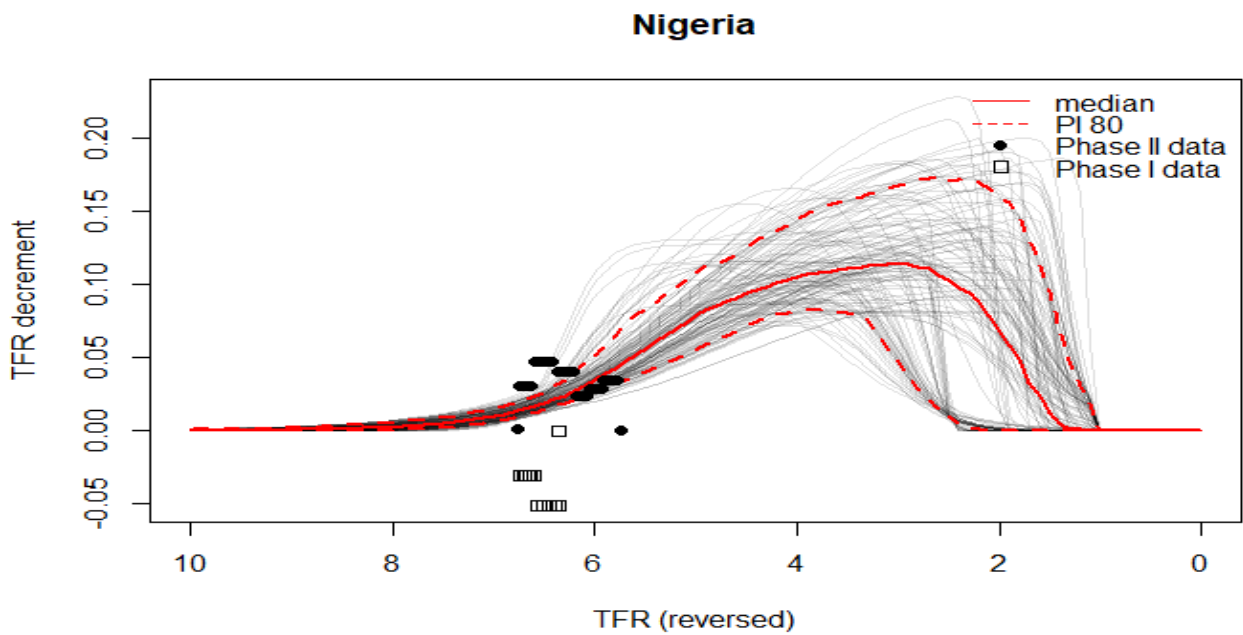 Nigeria
median
PI 80
Phase II data
Phase I data
TFR decrement
0.20
0.15
0.10
0.05
0.00
-0.05
10 8 6 4 2 0
TFR (reversed)